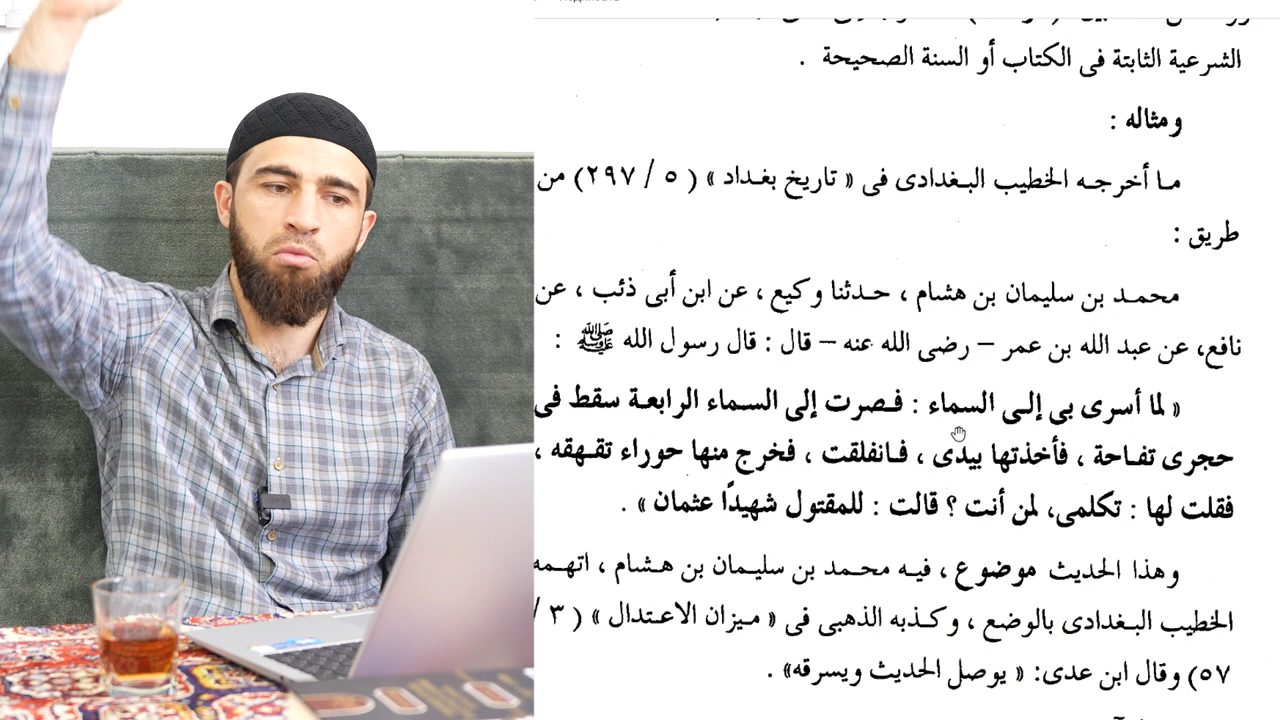 الشرعية الثابتة فى الكتاب أو السنة الصحيحة .
ومثاله :
ما أخرجه الخطيب البغدادى فى « تاريخ بغداد » ( ٥ / ٢٩٧) من
طريق :
محمد بن سليمان بن هشام ، حدثنا وكيع ، عن ابن أبى ذئب ، عن
نافع، عن عبد الله بن عمر – رضى الله عنه – قال : قال رسول الله ﷺ :
« لما أسرى بى إلى السماء : فصرت إلى السماء الرابعة سقط فى
حجرى تفاحة ، فأخذتها بيدى ، فانفلقت ، فخرج منها حوراء تقهقه ،
فقلت لها : تكلمى، لمن أنت ؟ قالت : للمقتول شهيدًا عثمان » .
وهذا الحديث موضوع ، فيه محمد بن سليمان بن هشام ، اتهمه
الخطيب البغدادى بالوضع ، وكذبه الذهبى فى « ميزان الاعتدال » ( ٣ /
٥٧) وقال ابن عدى: « يوصل الحديث ويسرقه» .